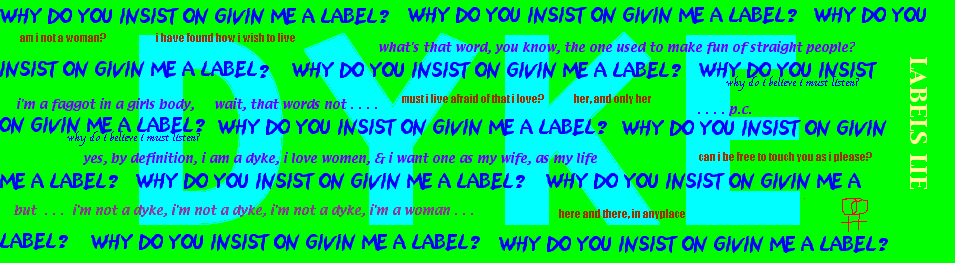 WHY DO YOU INSIST ON GIVIN ME A LABEL? WHY DO YOU INSIST ON GIVIN ME A LABEL? WHY DO YOU
am i not a woman? i have found how i wish to live
what's that word, you know, the one used to make fun of straight people?
INSIST ON GIVIN ME A LABEL? WHY DO YOU INSIST ON GIVIN ME A LABEL? WHY DO YOU INSIST
why do i believe i must listen?
i'm a faggot in a girls body, wait, that words not . . . .
must i live afraid of that i love? her, and only her
. . . . p.c.
ON GIVIN ME A LABEL? WHY DO YOU INSIST ON GIVIN ME A LABEL? WHY DO YOU INSIST ON GIVIN
why do i believe i must listen?
yes, by definition, i am a dyke, i love women, & i want one as my wife, as my life
can i be free to touch you as i please?
ME A LABEL? WHY DO YOU INSIST ON GIVIN ME A LABEL? WHY DO YOU INSIST ON GIVIN ME A
but . . . i'm not a dyke, i'm not a dyke, i'm not a dyke, i'm a woman . . .
here and there, in anyplace
LABEL? WHY DO YOU INSIST ON GIVIN ME A LABEL? WHY DO YOU INSIST ON GIVIN ME A LABEL?
DYKE
LABELS LIE